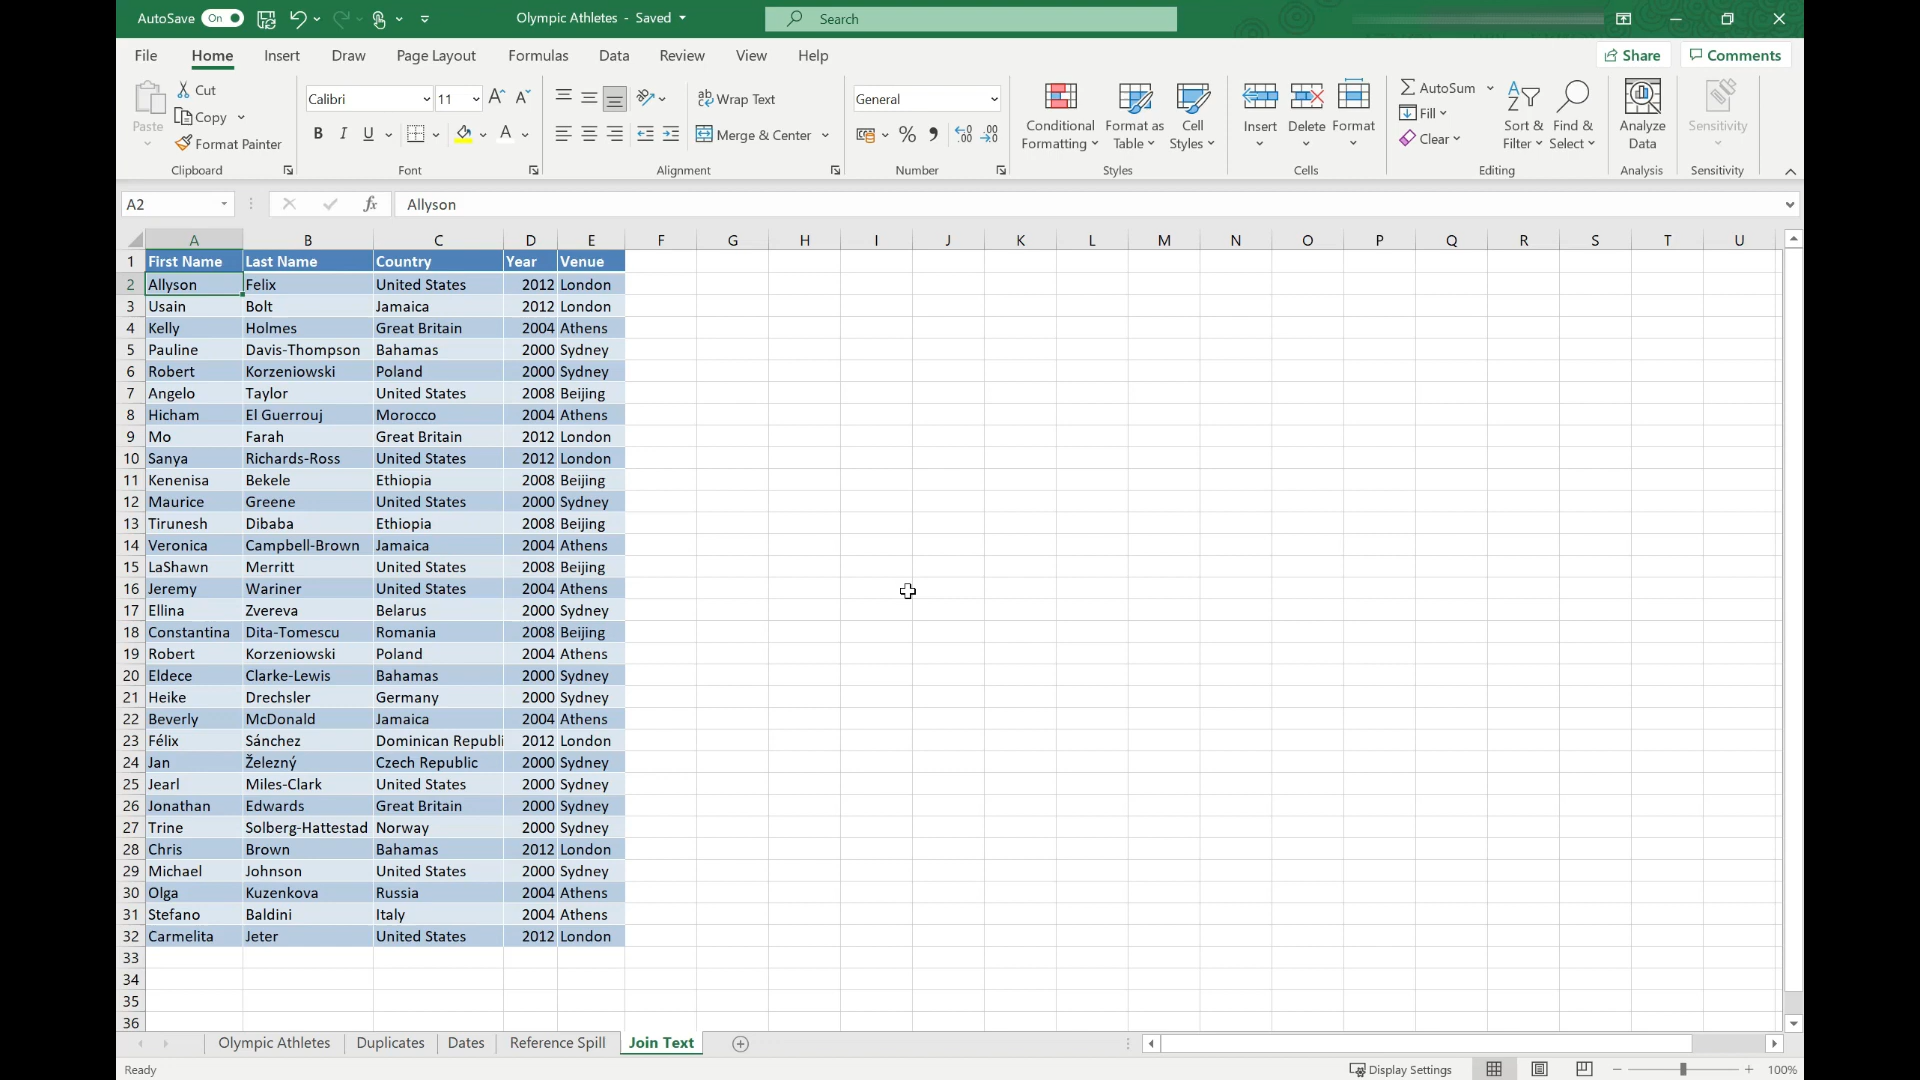 AutoSave On Olympic Athletes - Saved Search
File Home Insert Draw Page Layout Formulas Data Review View Help Share Comments
Paste Cut Copy Format Painter
Clipboard
Calibri 11 A A
B I U A
Font
ab Wrap Text
Merge & Center
Alignment
General
% 9
Number
Conditional Formatting Format as Table Cell Styles
Styles
Insert Delete Format
Cells
AutoSum Fill Clear Sort & Filter Find & Select
Editing
Analyze Data
Analysis
Sensitivity
Sensitivity
A2 fx Allyson
A B C D E F G H I J K L M N O P Q R S T U
1 First Name Last Name Country Year Venue
2 Allyson Felix United States 2012 London
3 Usain Bolt Jamaica 2012 London
4 Kelly Holmes Great Britain 2004 Athens
5 Pauline Davis-Thompson Bahamas 2000 Sydney
6 Robert Korzeniowski Poland 2000 Sydney
7 Angelo Taylor United States 2008 Beijing
8 Hicham El Guerrouj Morocco 2004 Athens
9 Mo Farah Great Britain 2012 London
10 Sanya Richards-Ross United States 2012 London
11 Kenenisa Bekele Ethiopia 2008 Beijing
12 Maurice Greene United States 2000 Sydney
13 Tirunesh Dibaba Ethiopia 2008 Beijing
14 Veronica Campbell-Brown Jamaica 2004 Athens
15 LaShawn Merritt United States 2008 Beijing
16 Jeremy Wariner United States 2004 Athens
17 Ellina Zvereva Belarus 2000 Sydney
18 Constantina Dita-Tomescu Romania 2008 Beijing
19 Robert Korzeniowski Poland 2004 Athens
20 Eldece Clarke-Lewis Bahamas 2000 Sydney
21 Heike Drechsler Germany 2000 Sydney
22 Beverly McDonald Jamaica 2004 Athens
23 Félix Sánchez Dominican Republi 2012 London
24 Jan Železný Czech Republic 2000 Sydney
25 Jearl Miles-Clark United States 2000 Sydney
26 Jonathan Edwards Great Britain 2000 Sydney
27 Trine Solberg-Hattestad Norway 2000 Sydney
28 Chris Brown Bahamas 2012 London
29 Michael Johnson United States 2000 Sydney
30 Olga Kuzenkova Russia 2004 Athens
31 Stefano Baldini Italy 2004 Athens
32 Carmelita Jeter United States 2012 London
33
34
35
36
Olympic Athletes Duplicates Dates Reference Spill Join Text
Ready Display Settings 100%